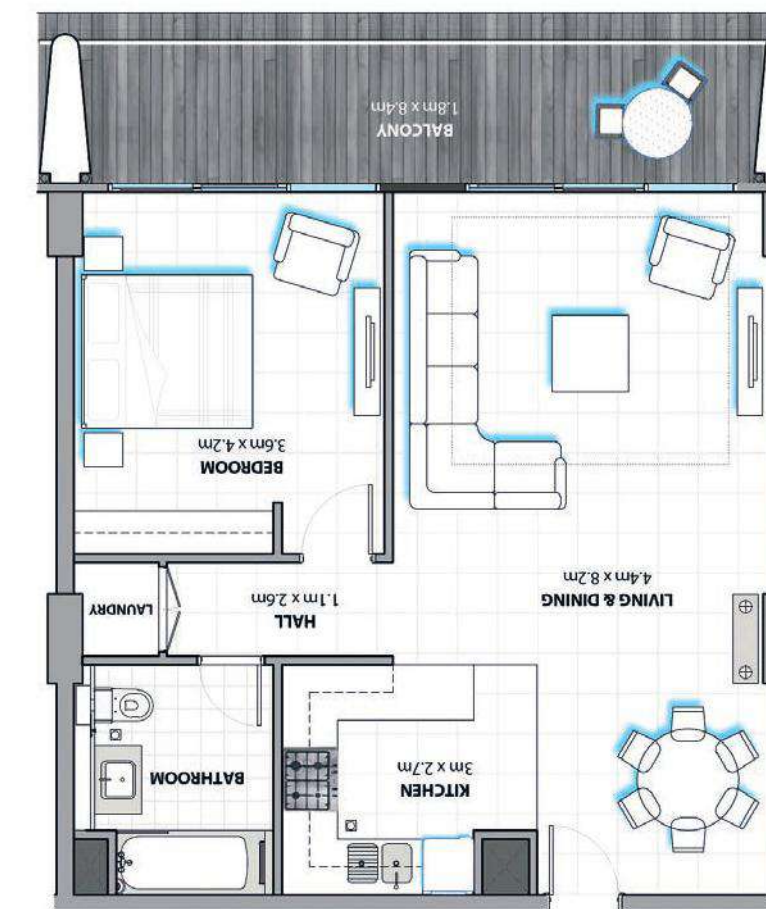 KITCHEN
3m x 2.7m
BATHROOM
HALL
1.1m x 2.6m
LAUNDRY
LIVING & DINING
4.4m x 8.2m
BEDROOM
3.6m x 4.2m
BALCONY
1.8m x 8.4m